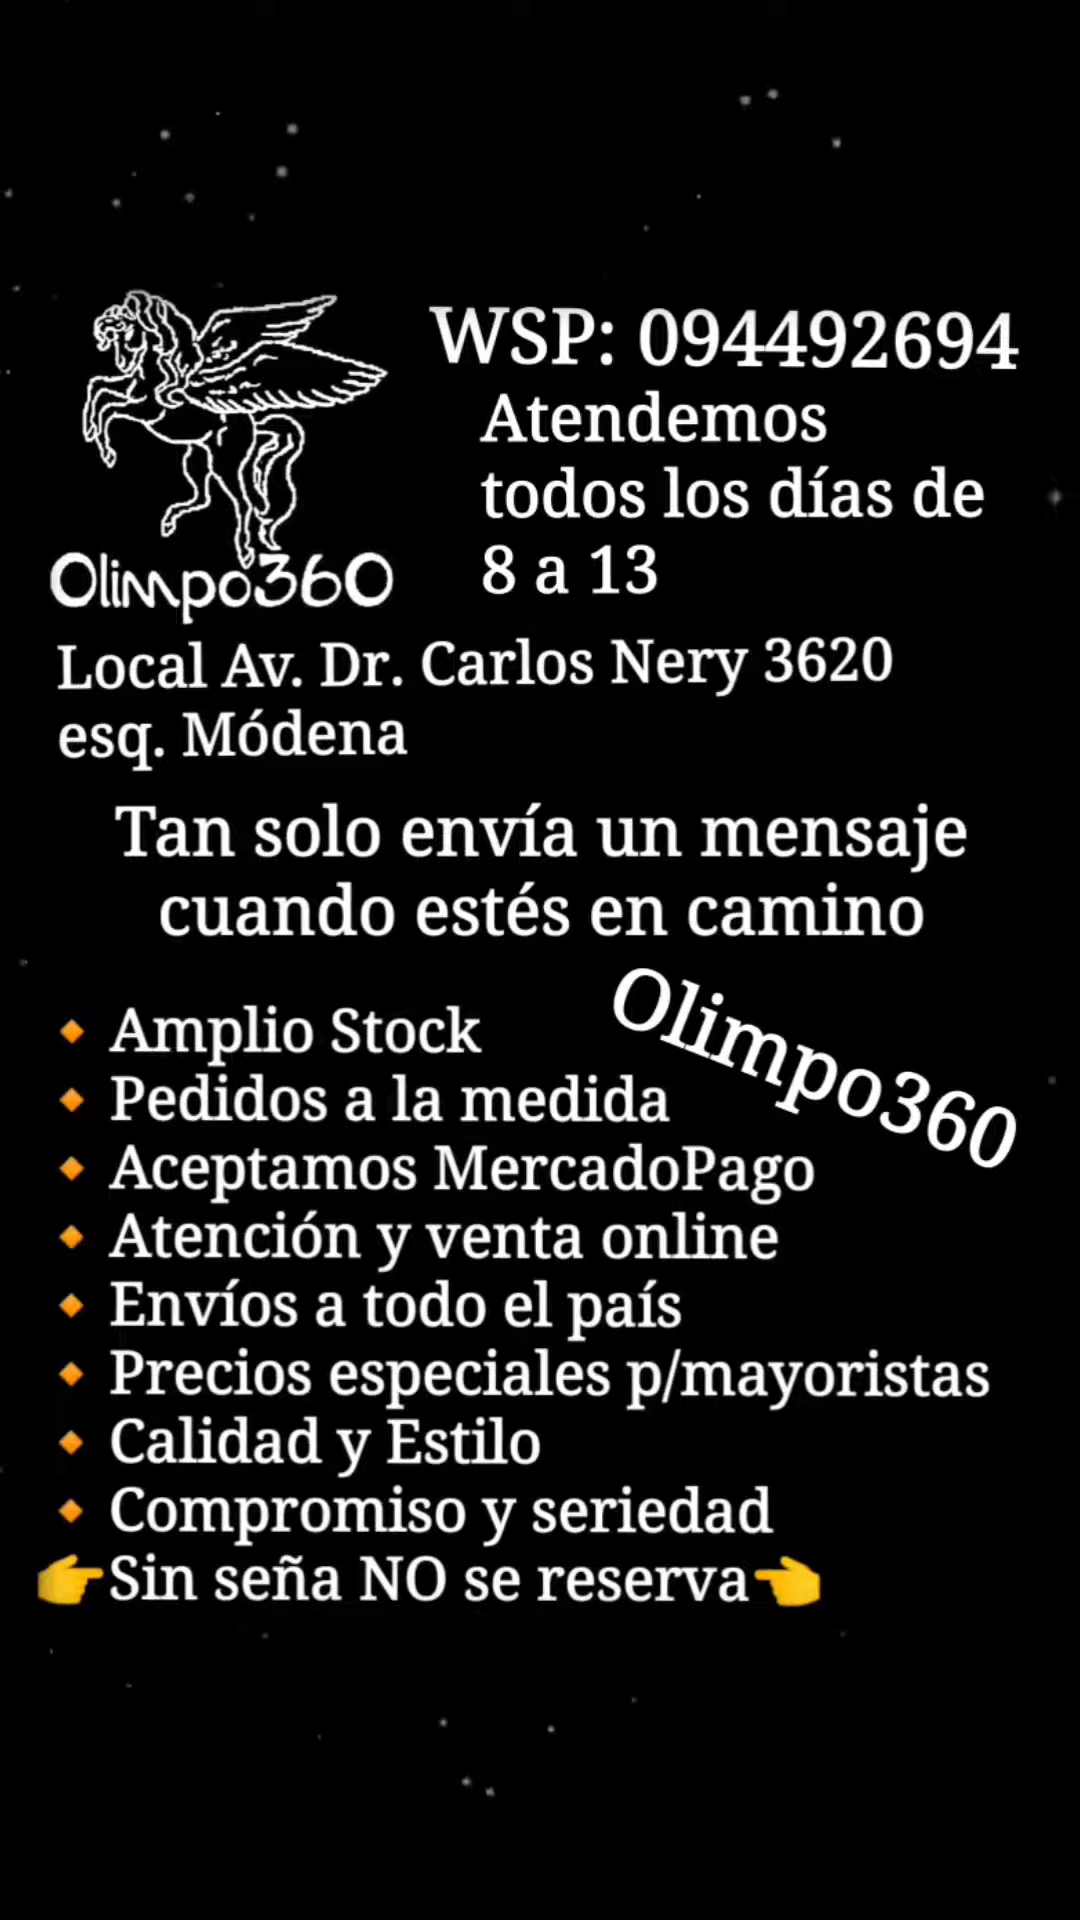 WSP: 094492694
Atendemos
todos los días de
8 a 13
Olimpo360
Local Av. Dr. Carlos Nery 3620
esq. Módena
Tan solo envía un mensaje
cuando estés en camino
Olimpo360
🔸 Amplio Stock
🔸 Pedidos a la medida
🔸 Aceptamos MercadoPago
🔸 Atención y venta online
🔸 Envíos a todo el país
🔸 Precios especiales p/mayoristas
🔸 Calidad y Estilo
🔸 Compromiso y seriedad
👉Sin seña NO se reserva👈